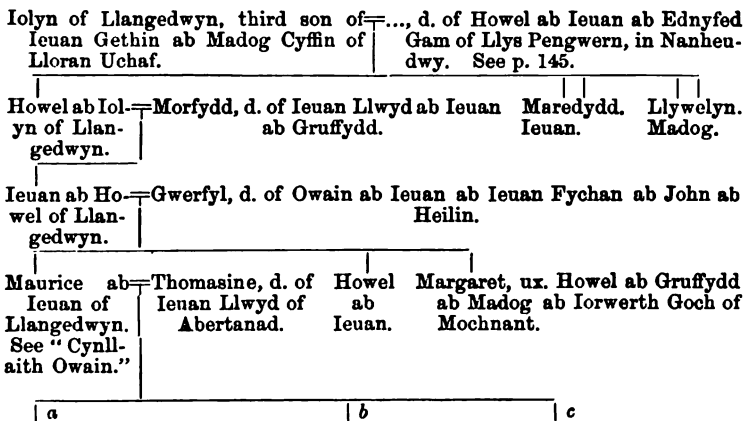 Iolyn of Llangedwyn, third son of=..., d. of Howel ab Ieuan ab Ednyfed
Ieuan Gethin ab Madog Cyffin of Gam of Llys Pengwern, in Nanheu-
Lloran Uchaf. dwy. See p. 145.
Howel ab Iol-=Morfydd, d. of Ieuan Llwyd ab Ieuan Maredydd. Llywelyn.
yn of Llan- ab Gruffydd. Ieuan. Madog.
gedwyn.
Ieuan ab Ho-=Gwerfyl, d. of Owain ab Ieuan ab Ieuan Fychan ab John ab
wel of Llan- Heilin.
gedwyn.
Maurice ab=Thomasine, d. of Howel Margaret, ux. Howel ab Gruffydd
Ieuan of Ieuan Llwyd of ab ab Madog ab Iorwerth Goch of
Llangedwyn. Abertanad. Ieuan. Mochnant.
See "Cynll-
aith Owain."
a b c